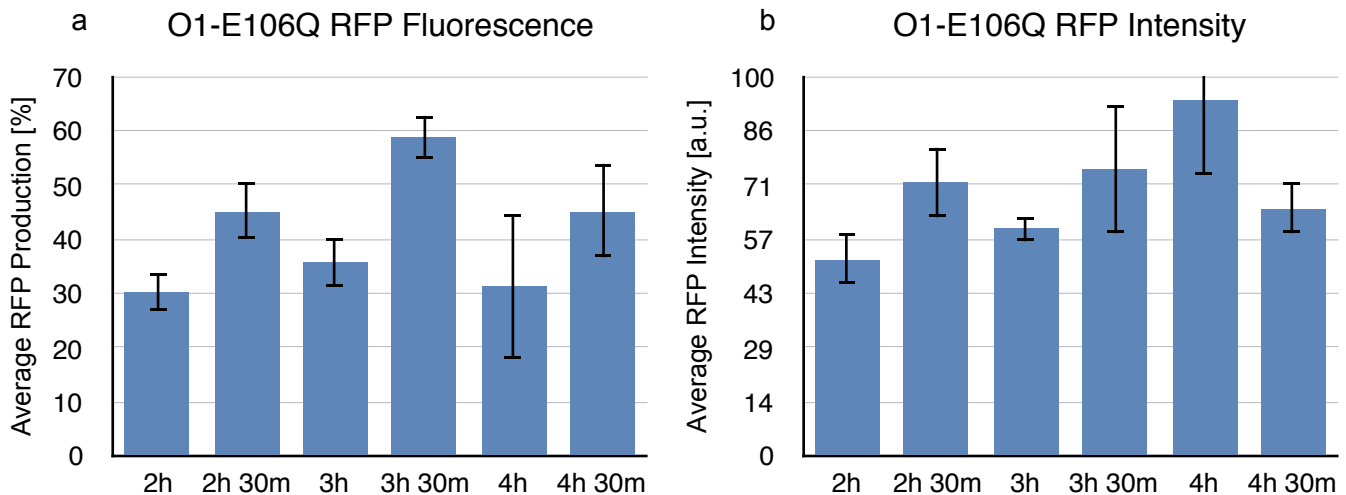 a
O1-E106Q RFP Fluorescence
Average RFP Production [%]
70
60
50
40
30
20
10
0
2h
2h 30m
3h
3h 30m
4h
4h 30m
b
O1-E106Q RFP Intensity
Average RFP Intensity [a.u.]
100
86
71
57
43
29
14
0
2h
2h 30m
3h
3h 30m
4h
4h 30m